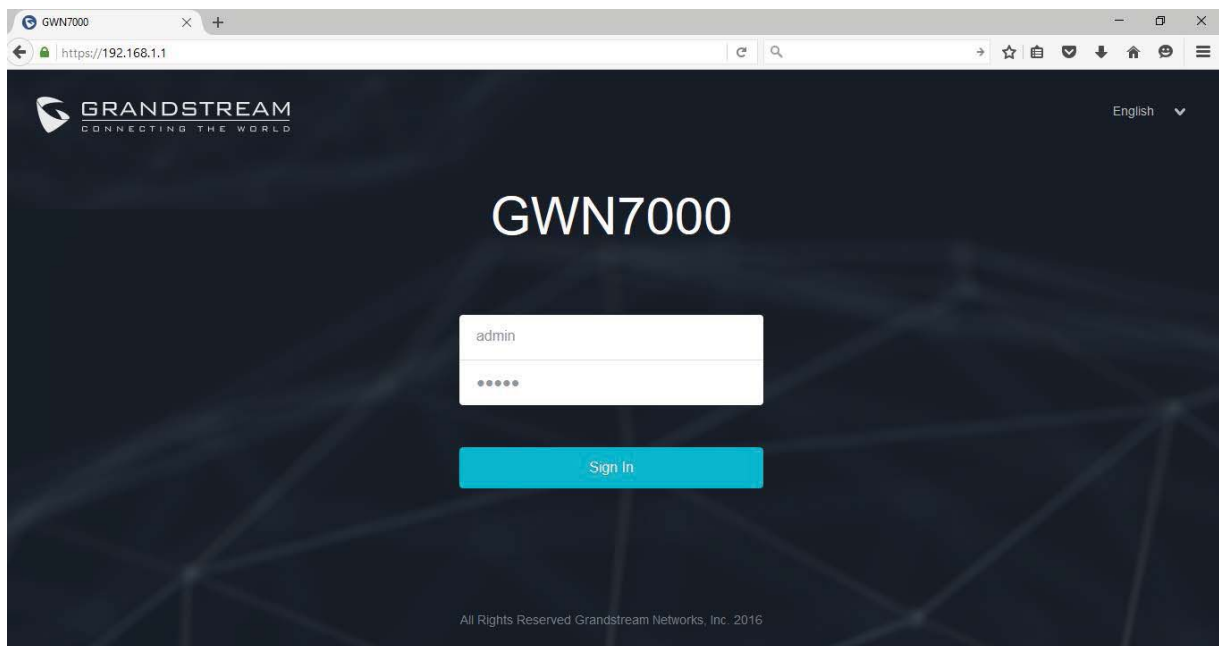 GWN7000
https://192.168.1.1
GRANDSTREAM
CONNECTING THE WORLD
English
GWN7000
admin
•••••
Sign In
All Rights Reserved Grandstream Networks, Inc. 2016